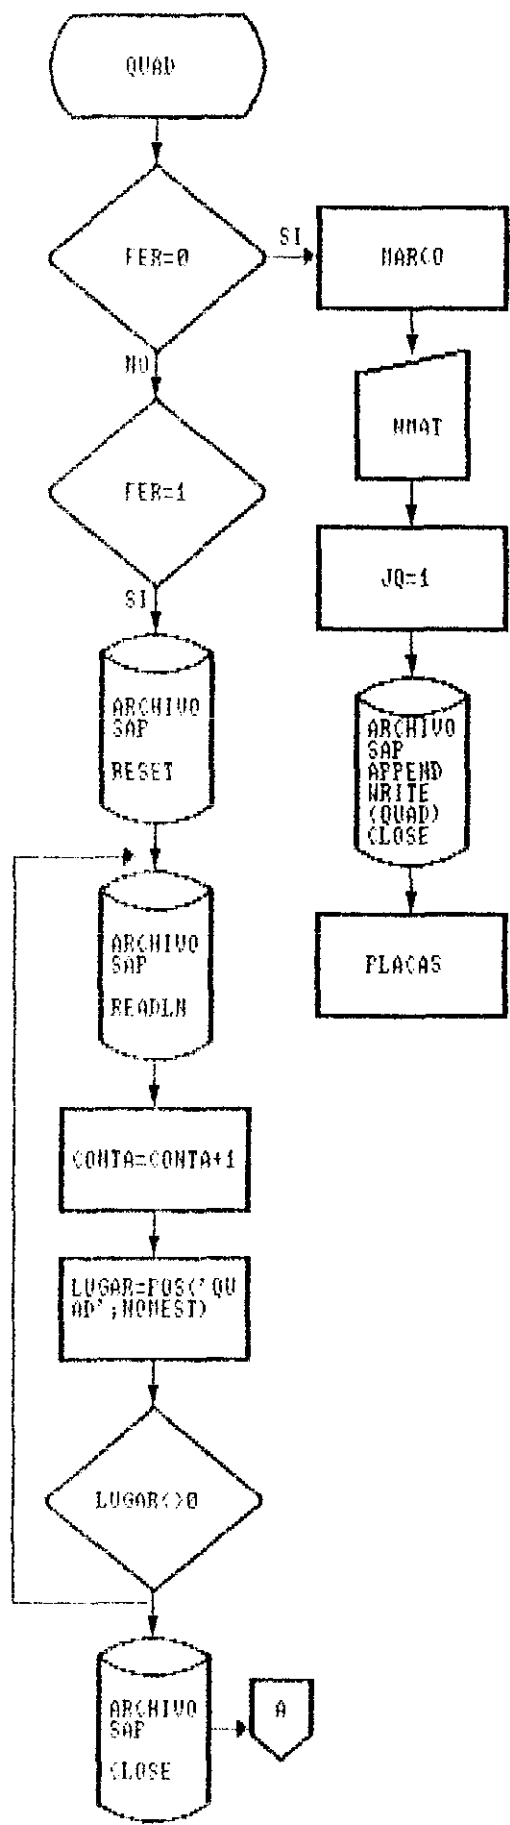 QUAD
FER=0
SI
MARCO
NO
NMAT
FER=1
JQ=1
SI
ARCHIVO
SAP
RESET
ARCHIVO
SAP
APPEND
WRITE
(QUAD)
CLOSE
ARCHIVO
SAP
READLN
PLACAS
CONTA=CONTA+1
LUGAR=POS('QU
AD';NOMEST)
LUGAR<>0
ARCHIVO
SAP
CLOSE
A